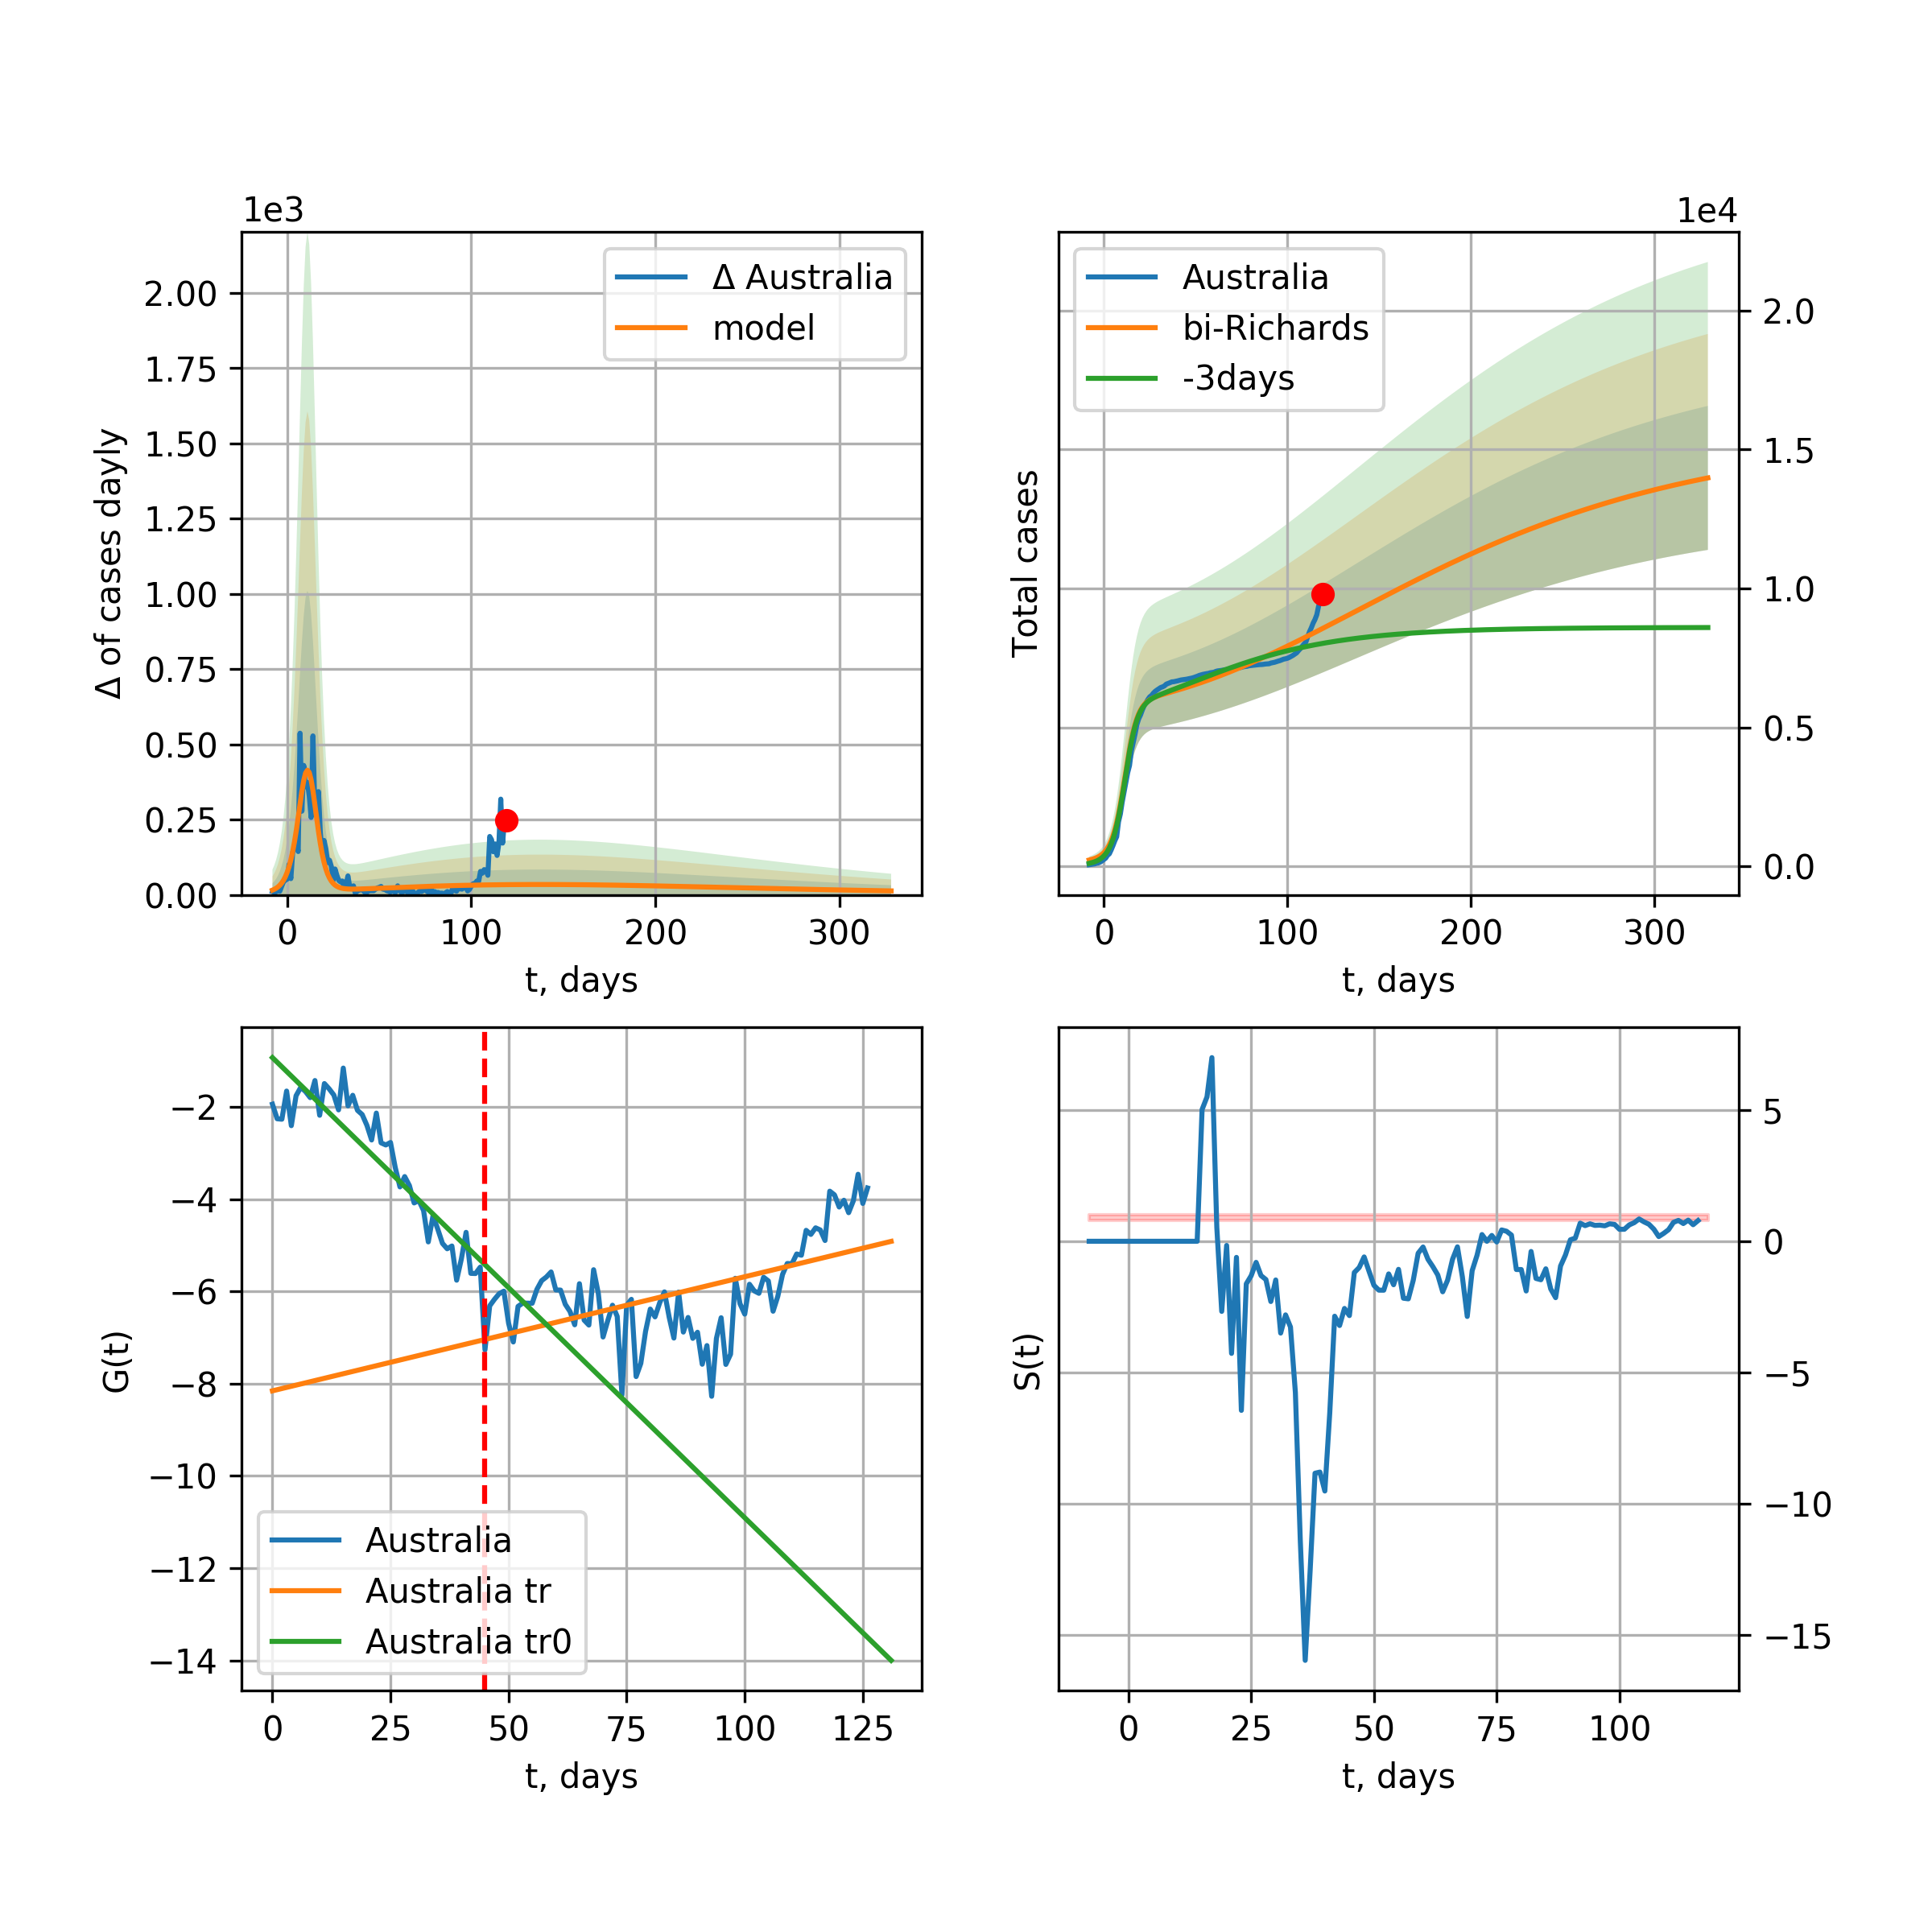 1e3
Δ of cases dayly
2.00
1.75
1.50
1.25
1.00
0.75
0.50
0.25
0.00
Δ Australia
model
0 100 200 300
t, days
1e4
Total cases
Australia
bi-Richards
-3days
2.0
1.5
1.0
0.5
0.0
0 100 200 300
t, days
G(t)
−2
−4
−6
−8
−10
−12
−14
Australia
Australia tr
Australia tr0
0 25 50 75 100 125
t, days
S(t)
5
0
−5
−10
−15
0 25 50 75 100
t, days